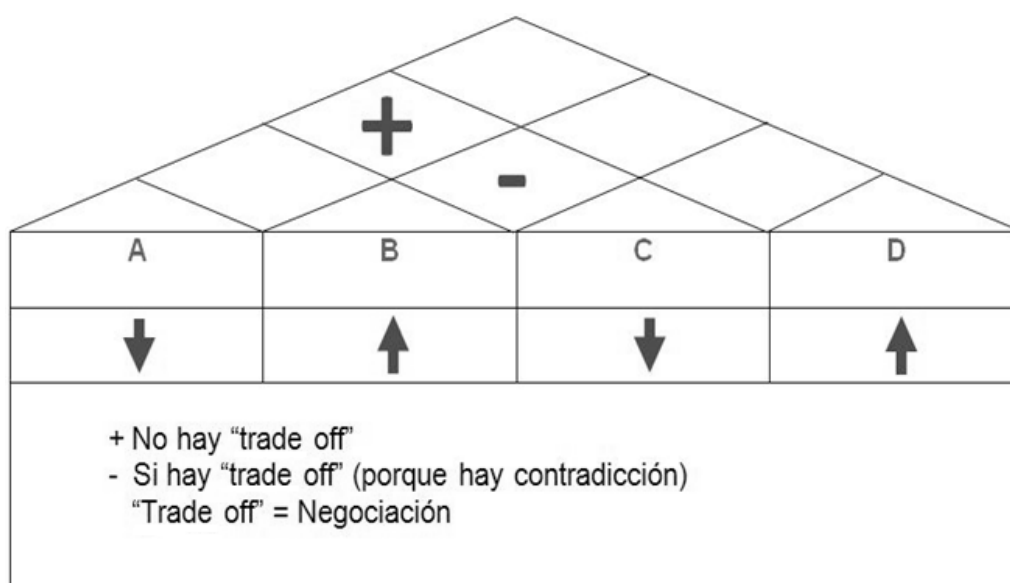 +
-
A B C D
+ No hay “trade off”
- Si hay “trade off” (porque hay contradicción)
“Trade off” = Negociación